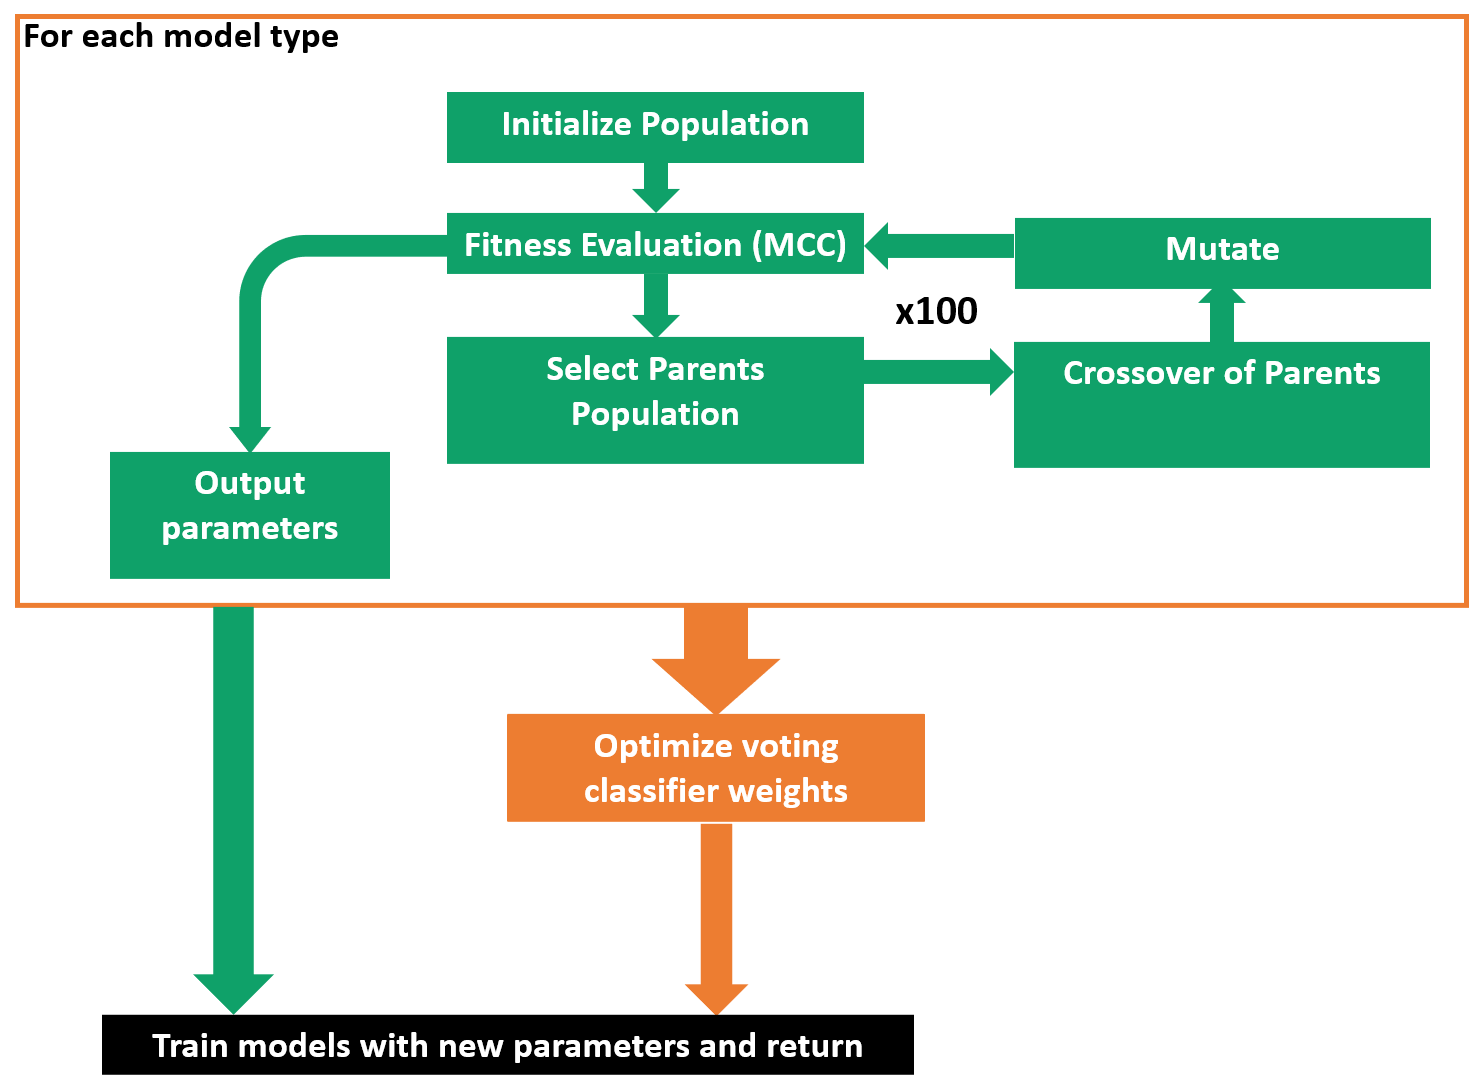 For each model type
Initialize Population
Fitness Evaluation (MCC)
Mutate
x100
Select Parents
Population
Crossover of Parents
Output
parameters
Optimize voting
classifier weights
Train models with new parameters and return